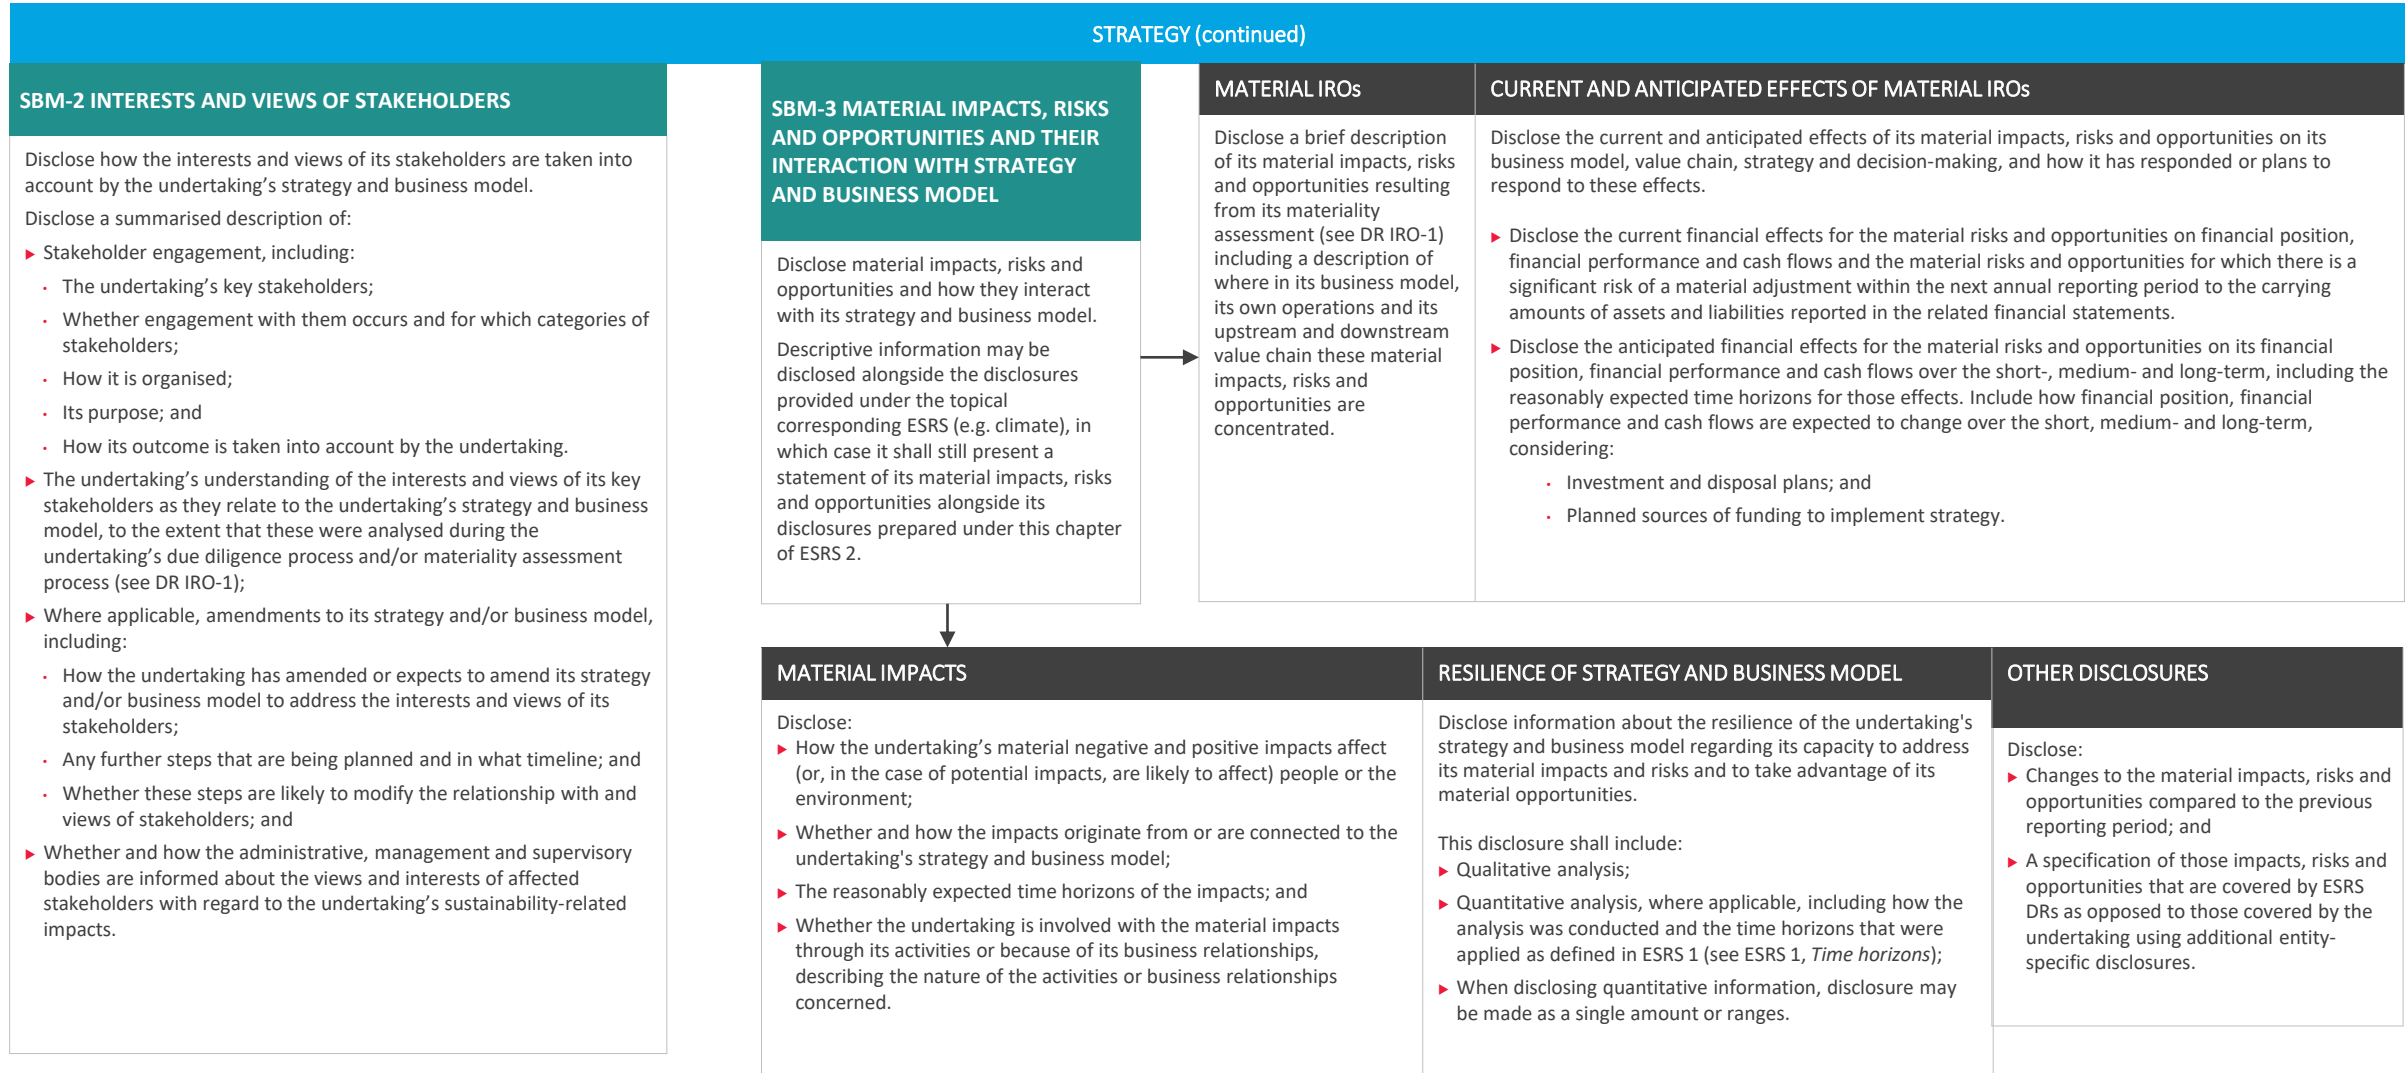 STRATEGY (continued)
SBM-2 INTERESTS AND VIEWS OF STAKEHOLDERS
Disclose how the interests and views of its stakeholders are taken into
account by the undertaking’s strategy and business model.
Disclose a summarised description of:
▶ Stakeholder engagement, including:
• The undertaking’s key stakeholders;
• Whether engagement with them occurs and for which categories of
stakeholders;
• How it is organised;
• Its purpose; and
• How its outcome is taken into account by the undertaking.
▶ The undertaking’s understanding of the interests and views of its key
stakeholders as they relate to the undertaking’s strategy and business
model, to the extent that these were analysed during the
undertaking’s due diligence process and/or materiality assessment
process (see DR IRO-1);
▶ Where applicable, amendments to its strategy and/or business model,
including:
• How the undertaking has amended or expects to amend its strategy
and/or business model to address the interests and views of its
stakeholders;
• Any further steps that are being planned and in what timeline; and
• Whether these steps are likely to modify the relationship with and
views of stakeholders; and
▶ Whether and how the administrative, management and supervisory
bodies are informed about the views and interests of affected
stakeholders with regard to the undertaking’s sustainability-related
impacts.
SBM-3 MATERIAL IMPACTS, RISKS
AND OPPORTUNITIES AND THEIR
INTERACTION WITH STRATEGY
AND BUSINESS MODEL
Disclose material impacts, risks and
opportunities and how they interact
with its strategy and business model.
Descriptive information may be
disclosed alongside the disclosures
provided under the topical
corresponding ESRS (e.g. climate), in
which case it shall still present a
statement of its material impacts, risks
and opportunities alongside its
disclosures prepared under this chapter
of ESRS 2.
MATERIAL IROs
Disclose a brief description
of its material impacts, risks
and opportunities resulting
from its materiality
assessment (see DR IRO-1)
including a description of
where in its business model,
its own operations and its
upstream and downstream
value chain these material
impacts, risks and
opportunities are
concentrated.
CURRENT AND ANTICIPATED EFFECTS OF MATERIAL IROs
Disclose the current and anticipated effects of its material impacts, risks and opportunities on its
business model, value chain, strategy and decision-making, and how it has responded or plans to
respond to these effects.
▶ Disclose the current financial effects for the material risks and opportunities on financial position,
financial performance and cash flows and the material risks and opportunities for which there is a
significant risk of a material adjustment within the next annual reporting period to the carrying
amounts of assets and liabilities reported in the related financial statements.
▶ Disclose the anticipated financial effects for the material risks and opportunities on its financial
position, financial performance and cash flows over the short-, medium- and long-term, including the
reasonably expected time horizons for those effects. Include how financial position, financial
performance and cash flows are expected to change over the short, medium- and long-term,
considering:
• Investment and disposal plans; and
• Planned sources of funding to implement strategy.
MATERIAL IMPACTS
Disclose:
▶ How the undertaking’s material negative and positive impacts affect
(or, in the case of potential impacts, are likely to affect) people or the
environment;
▶ Whether and how the impacts originate from or are connected to the
undertaking's strategy and business model;
▶ The reasonably expected time horizons of the impacts; and
▶ Whether the undertaking is involved with the material impacts
through its activities or because of its business relationships,
describing the nature of the activities or business relationships
concerned.
RESILIENCE OF STRATEGY AND BUSINESS MODEL
Disclose information about the resilience of the undertaking's
strategy and business model regarding its capacity to address
its material impacts and risks and to take advantage of its
material opportunities.
This disclosure shall include:
▶ Qualitative analysis;
▶ Quantitative analysis, where applicable, including how the
analysis was conducted and the time horizons that were
applied as defined in ESRS 1 (see ESRS 1, Time horizons);
▶ When disclosing quantitative information, disclosure may
be made as a single amount or ranges.
OTHER DISCLOSURES
Disclose:
▶ Changes to the material impacts, risks and
opportunities compared to the previous
reporting period; and
▶ A specification of those impacts, risks and
opportunities that are covered by ESRS
DRs as opposed to those covered by the
undertaking using additional entity-
specific disclosures.